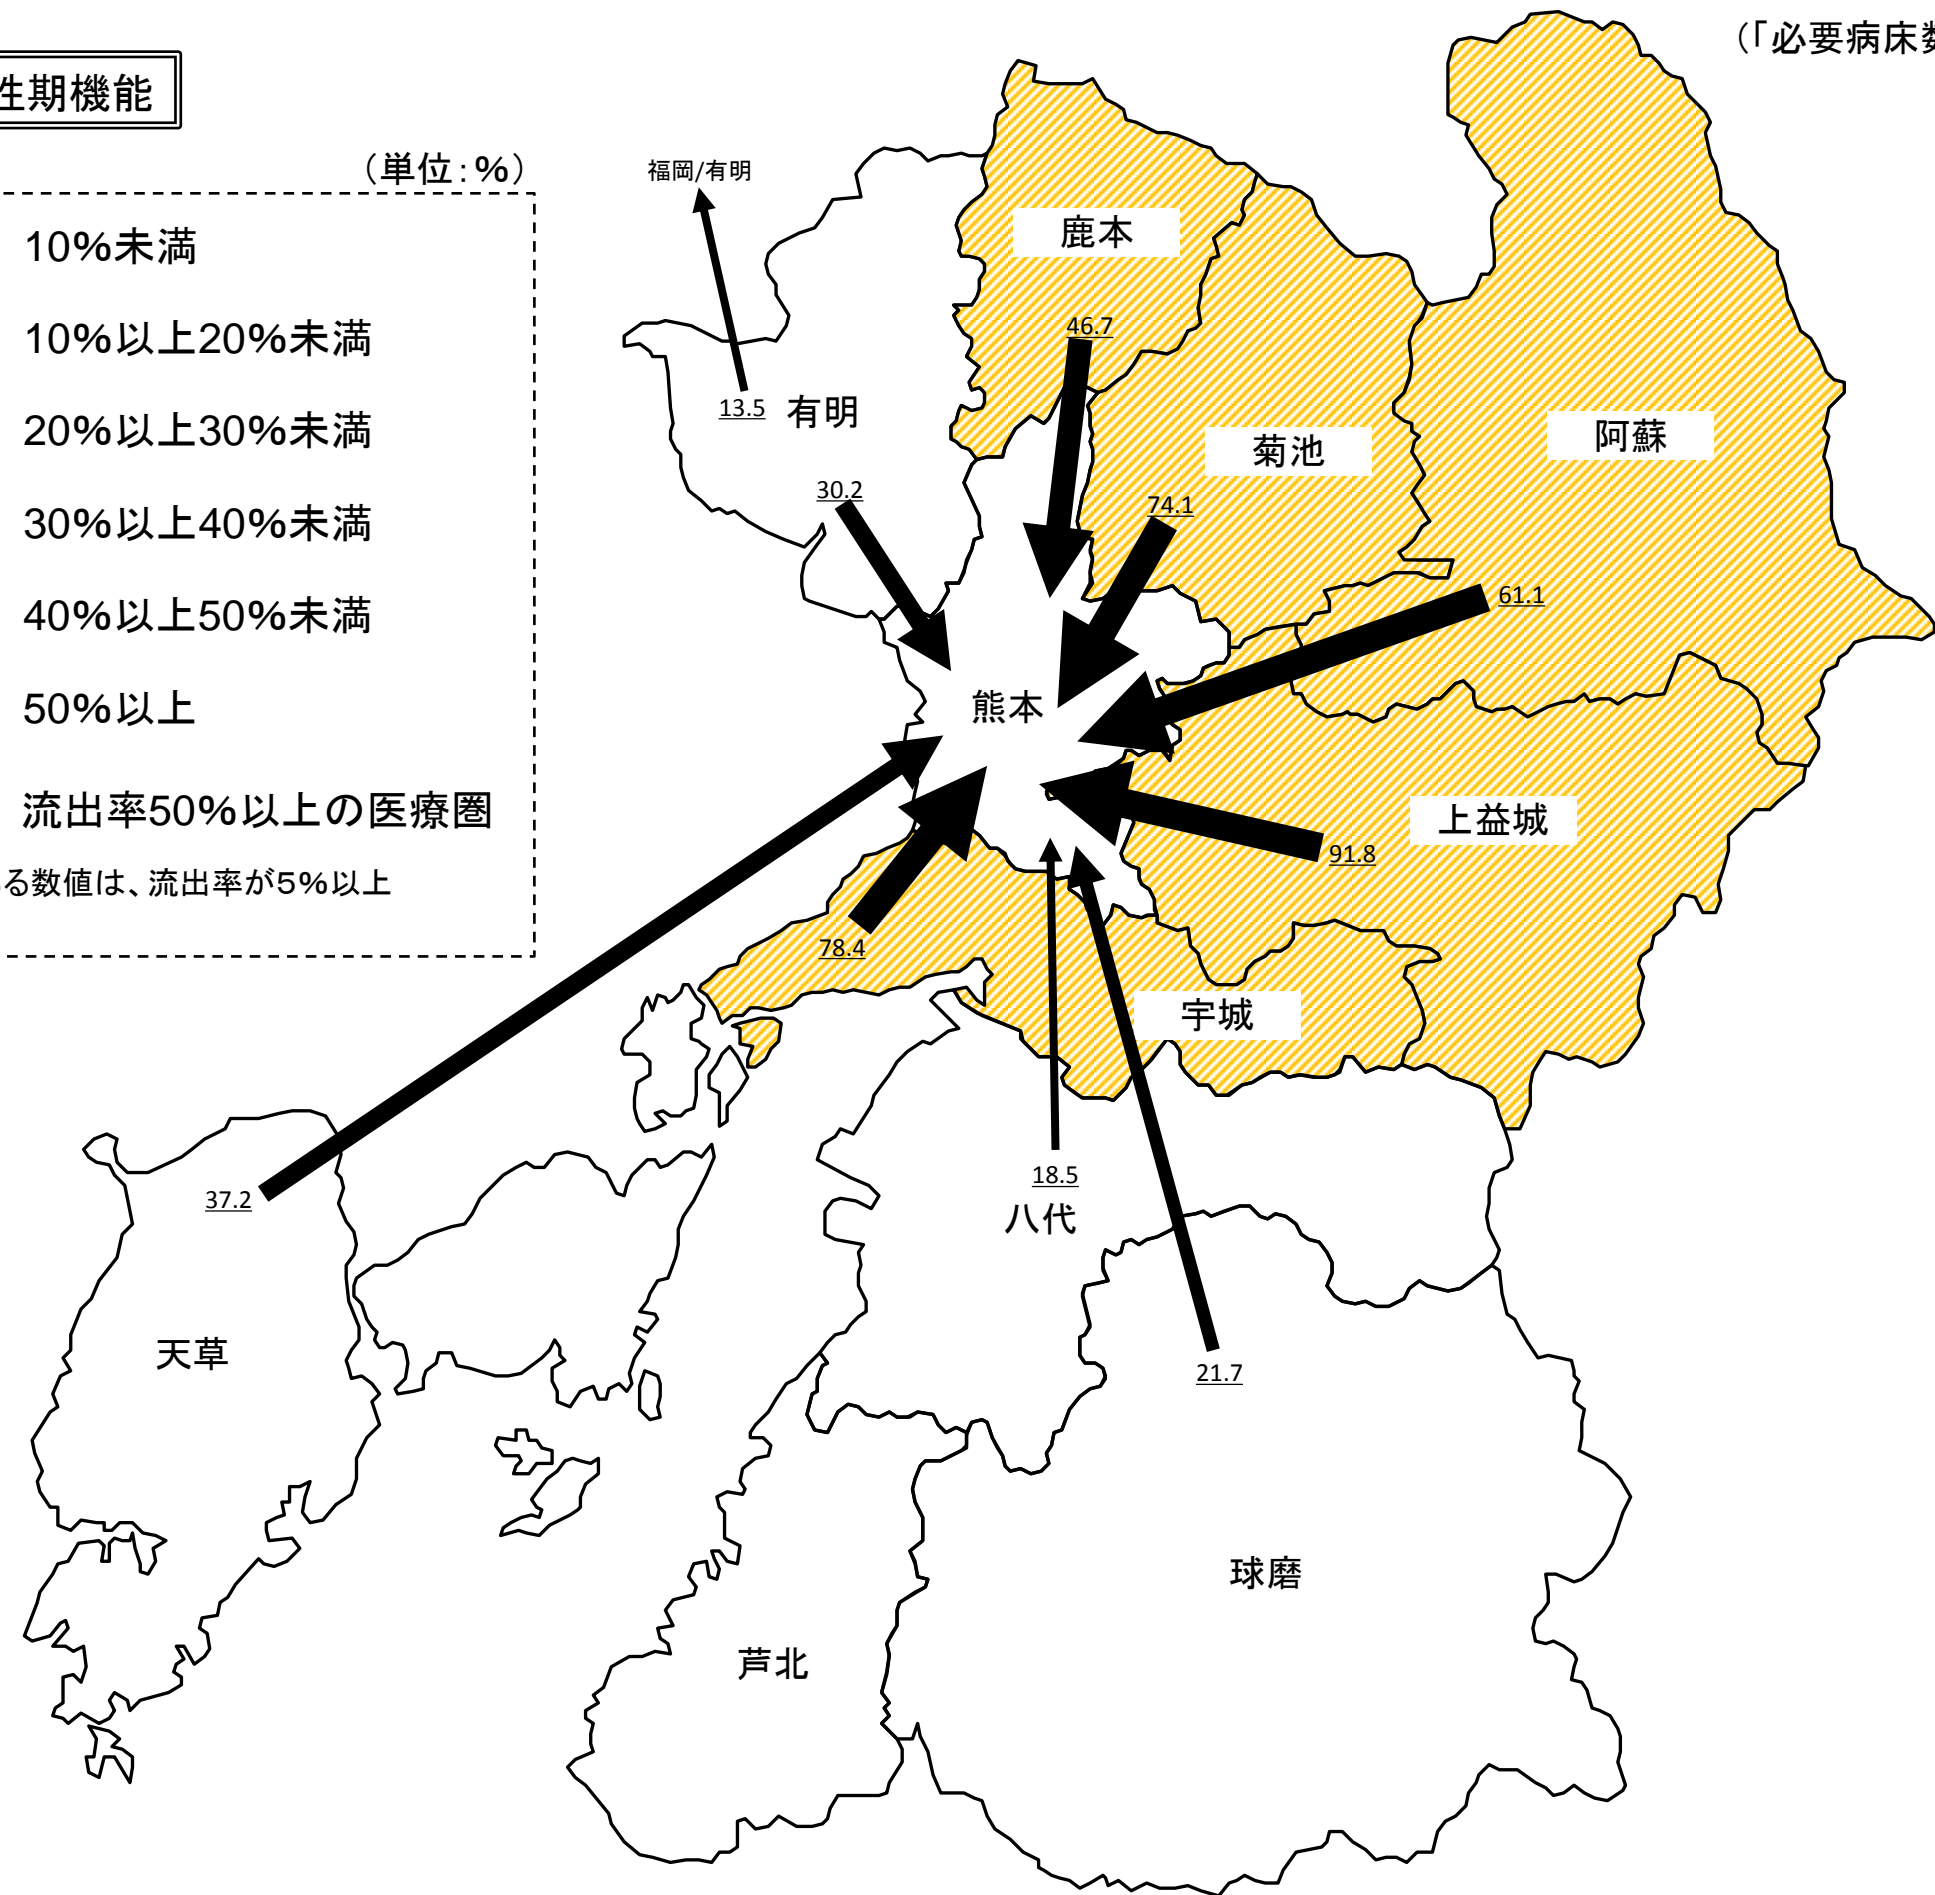 (「必要病床数
性期機能
（単位：％）
10％未満
10％以上20％未満
20％以上30％未満
30％以上40％未満
40％以上50％未満
50％以上
流出率50％以上の医療圏
る数値は、流出率が5％以上
福岡/有明
鹿本
46.7
13.5 有明
菊池
阿蘇
30.2
74.1
61.1
熊本
上益城
91.8
78.4
宇城
37.2
18.5
八代
天草
21.7
球磨
芦北